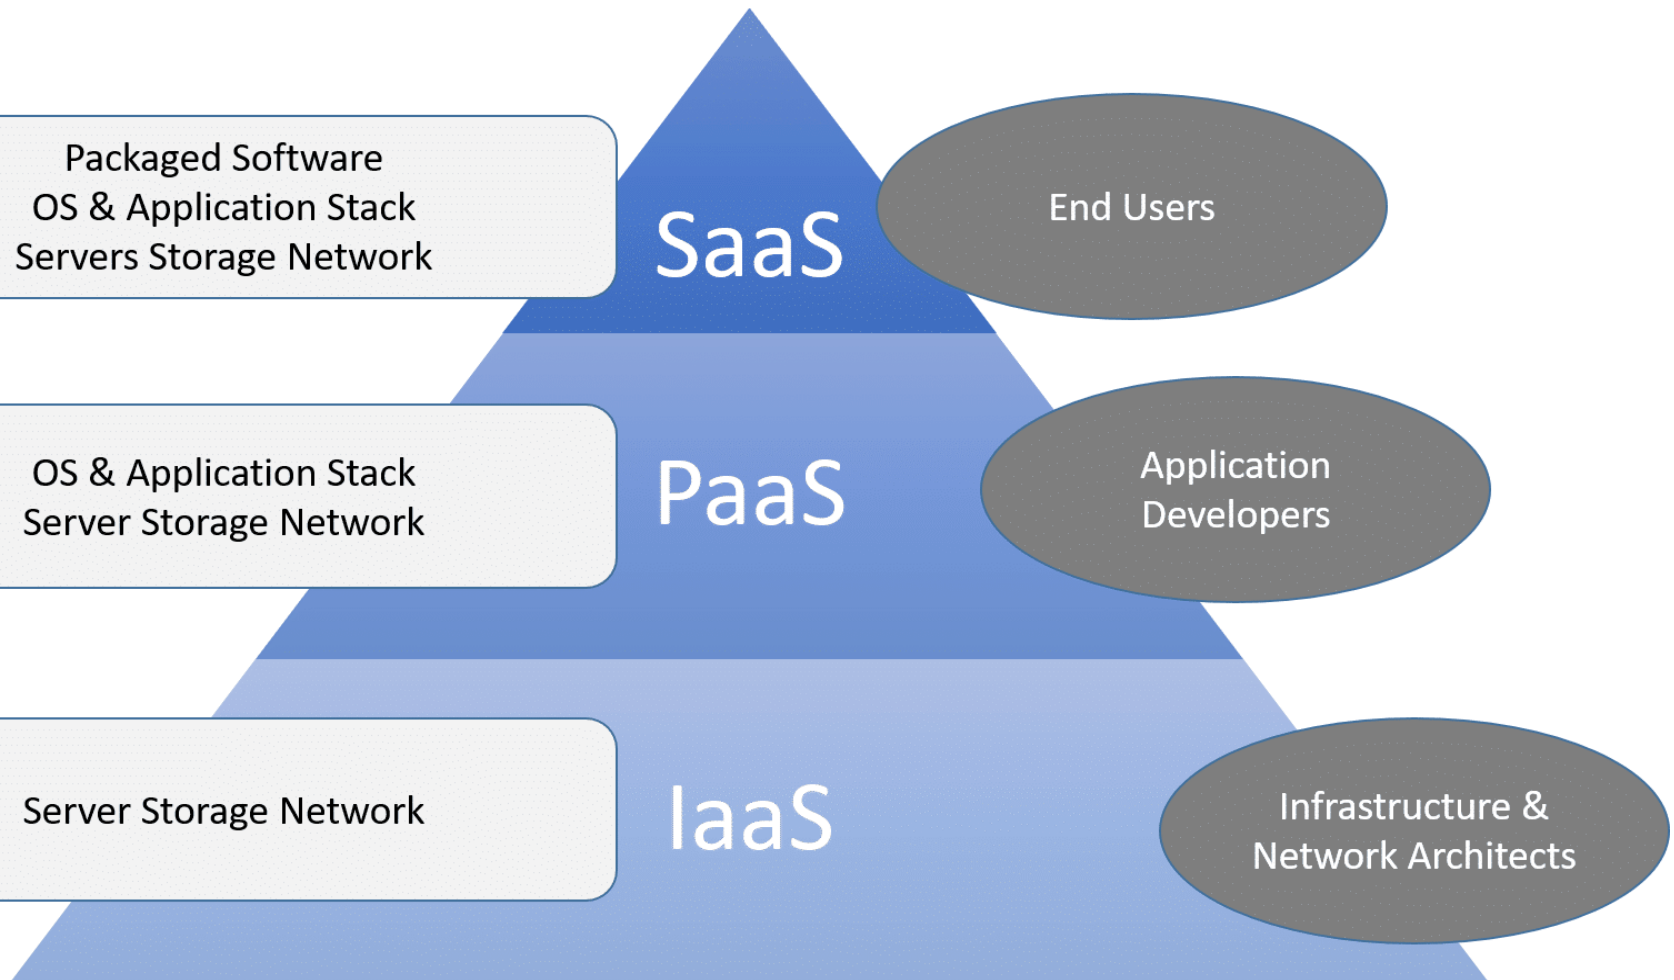 Packaged Software
OS & Application Stack
Servers Storage Network
SaaS
End Users
OS & Application Stack
Server Storage Network
PaaS
Application
Developers
Server Storage Network
IaaS
Infrastructure &
Network Architects